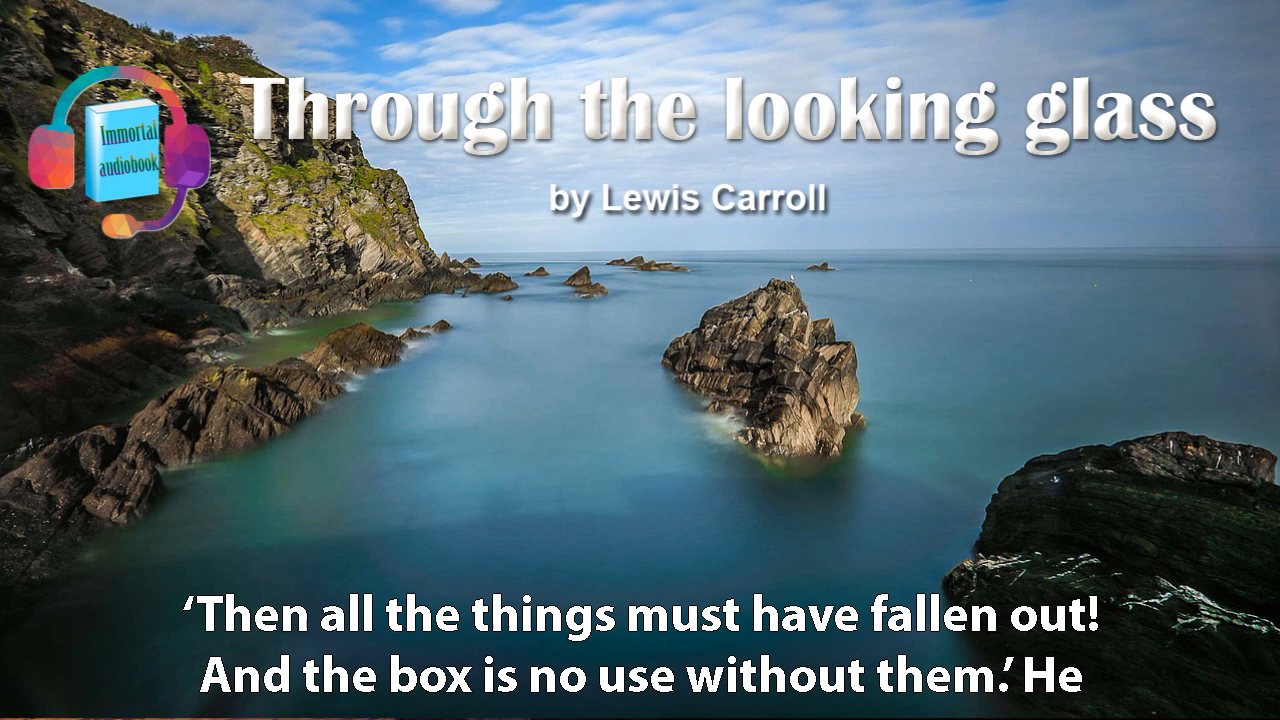 Immortal
audiobook
Through the looking glass
by Lewis Carroll
‘Then all the things must have fallen out!
And the box is no use without them.’ He